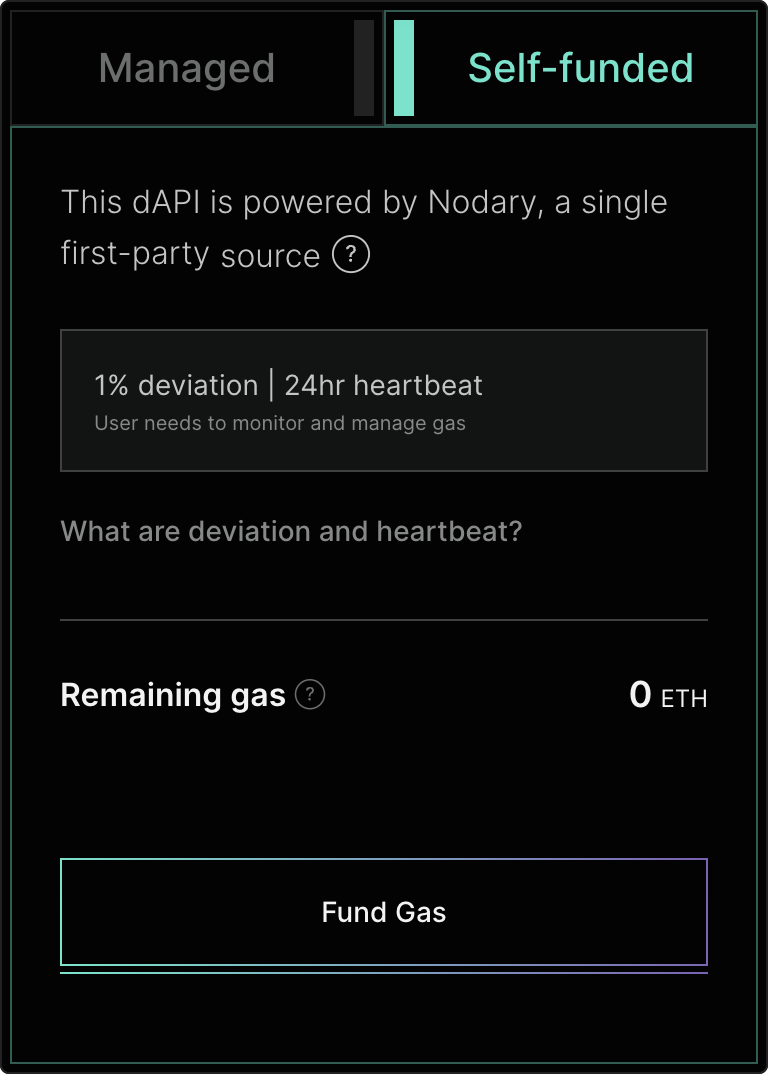 Managed
Self-funded
This dAPI is powered by Nodary, a single
first-party source ?
1% deviation | 24hr heartbeat
User needs to monitor and manage gas
What are deviation and heartbeat?
Remaining gas ? 0 ETH
Fund Gas